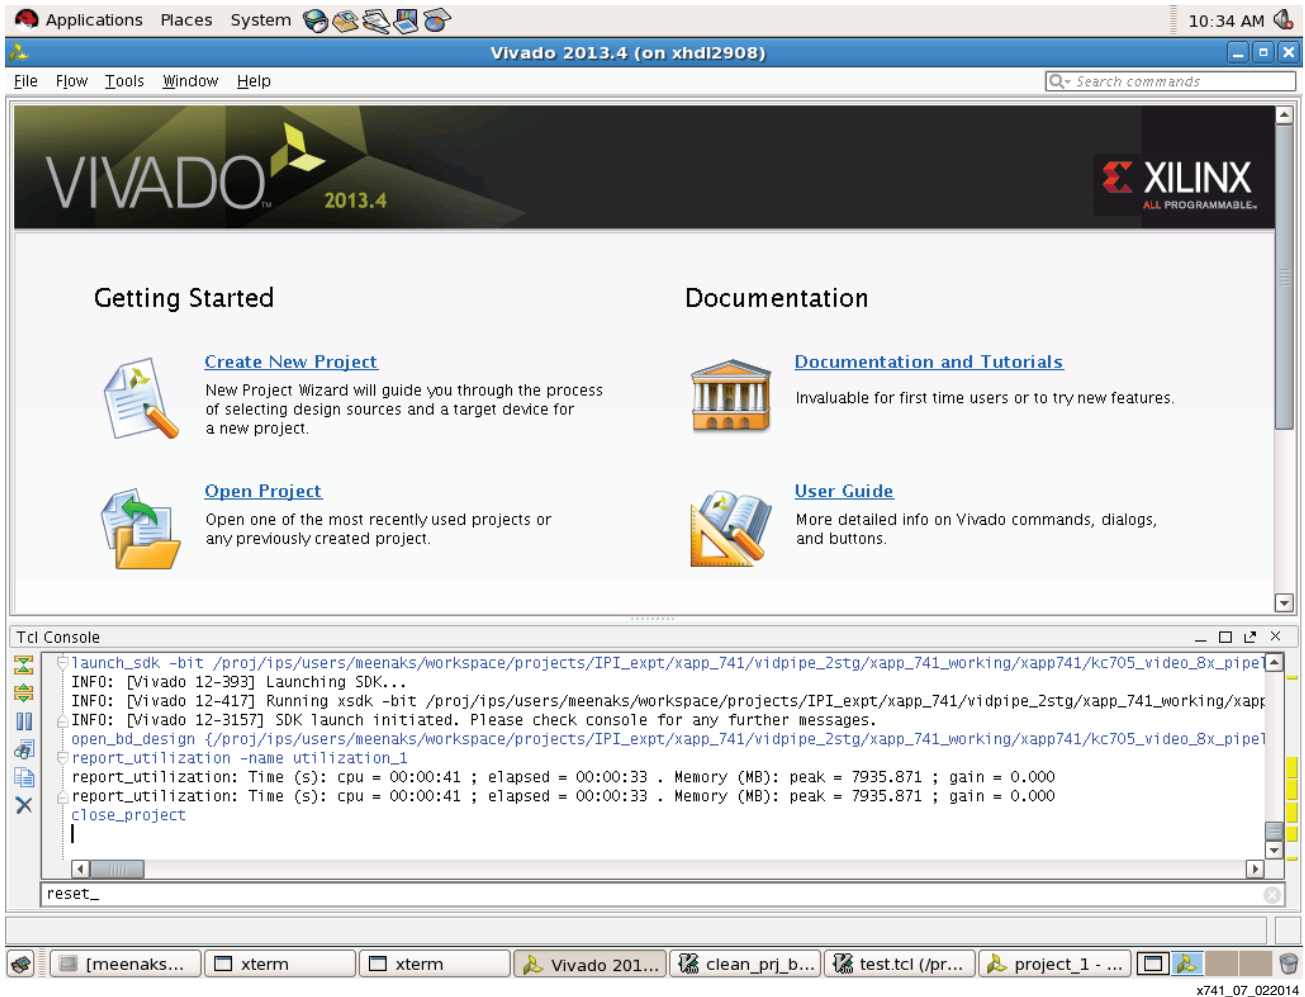 Applications Places System
10:34 AM
Vivado 2013.4 (on xhdl2908)
File Flow Tools Window Help
Search commands
VIVADO™ 2013.4
XILINX
ALL PROGRAMMABLE™
Getting Started
Documentation
Create New Project
New Project Wizard will guide you through the process
of selecting design sources and a target device for
a new project.
Documentation and Tutorials
Invaluable for first time users or to try new features.
Open Project
Open one of the most recently used projects or
any previously created project.
User Guide
More detailed info on Vivado commands, dialogs,
and buttons.
Tcl Console
launch_sdk -bit /proj/ips/users/meenaks/workspace/projects/IPI_expt/xapp_741/vidpipe_2stg/xapp_741_working/xapp741/kc705_video_8x_pipel
INFO: [Vivado 12-393] Launching SDK...
INFO: [Vivado 12-417] Running xsdk -bit /proj/ips/users/meenaks/workspace/projects/IPI_expt/xapp_741/vidpipe_2stg/xapp_741_working/xapp
INFO: [Vivado 12-3157] SDK launch initiated. Please check console for any further messages.
open_bd_design {/proj/ips/users/meenaks/workspace/projects/IPI_expt/xapp_741/vidpipe_2stg/xapp_741_working/xapp741/kc705_video_8x_pipel
report_utilization -name utilization_1
report_utilization: Time (s): cpu = 00:00:41 ; elapsed = 00:00:33 . Memory (MB): peak = 7935.871 ; gain = 0.000
report_utilization: Time (s): cpu = 00:00:41 ; elapsed = 00:00:33 . Memory (MB): peak = 7935.871 ; gain = 0.000
close_project
reset_
[meenaks... xterm xterm Vivado 201... clean_prj_b... test.tcl (/pr... project_1 - ...
x741_07_022014